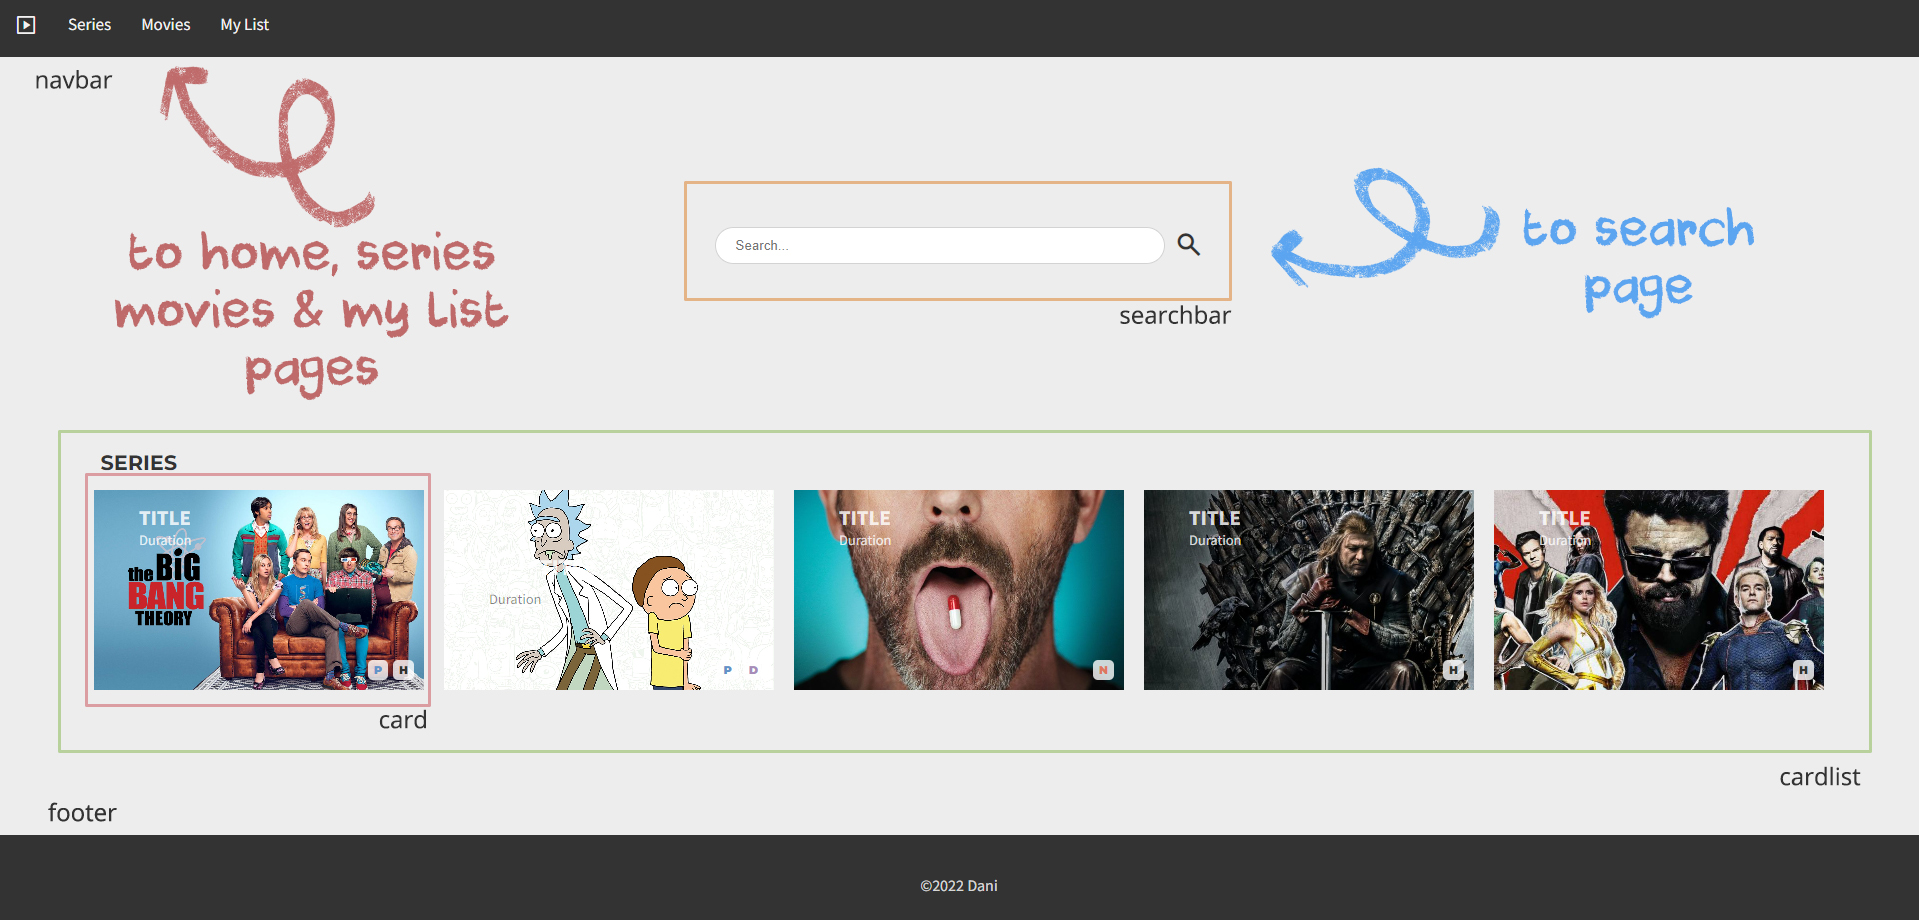 Series Movies My List
navbar
to home, series
movies & my list
pages
Search...
to search
page
searchbar
SERIES
TITLE
Duration
the BiG
BANG
THEORY
P H
Duration
P D
TITLE
Duration
N
TITLE
Duration
H
TITLE
Duration
H
card
cardlist
footer
©2022 Dani